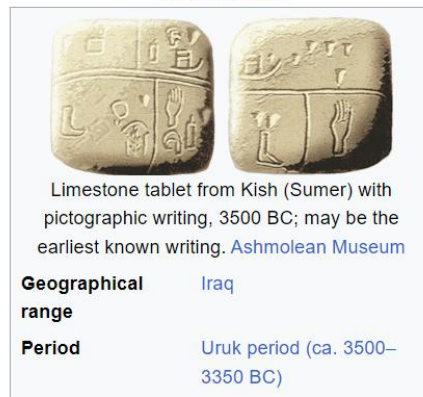 Limestone tablet from Kish (Sumer) with
pictographic writing, 3500 BC; may be the
earliest known writing. Ashmolean Museum
Geographical Iraq
range
Period Uruk period (ca. 3500–
3350 BC)